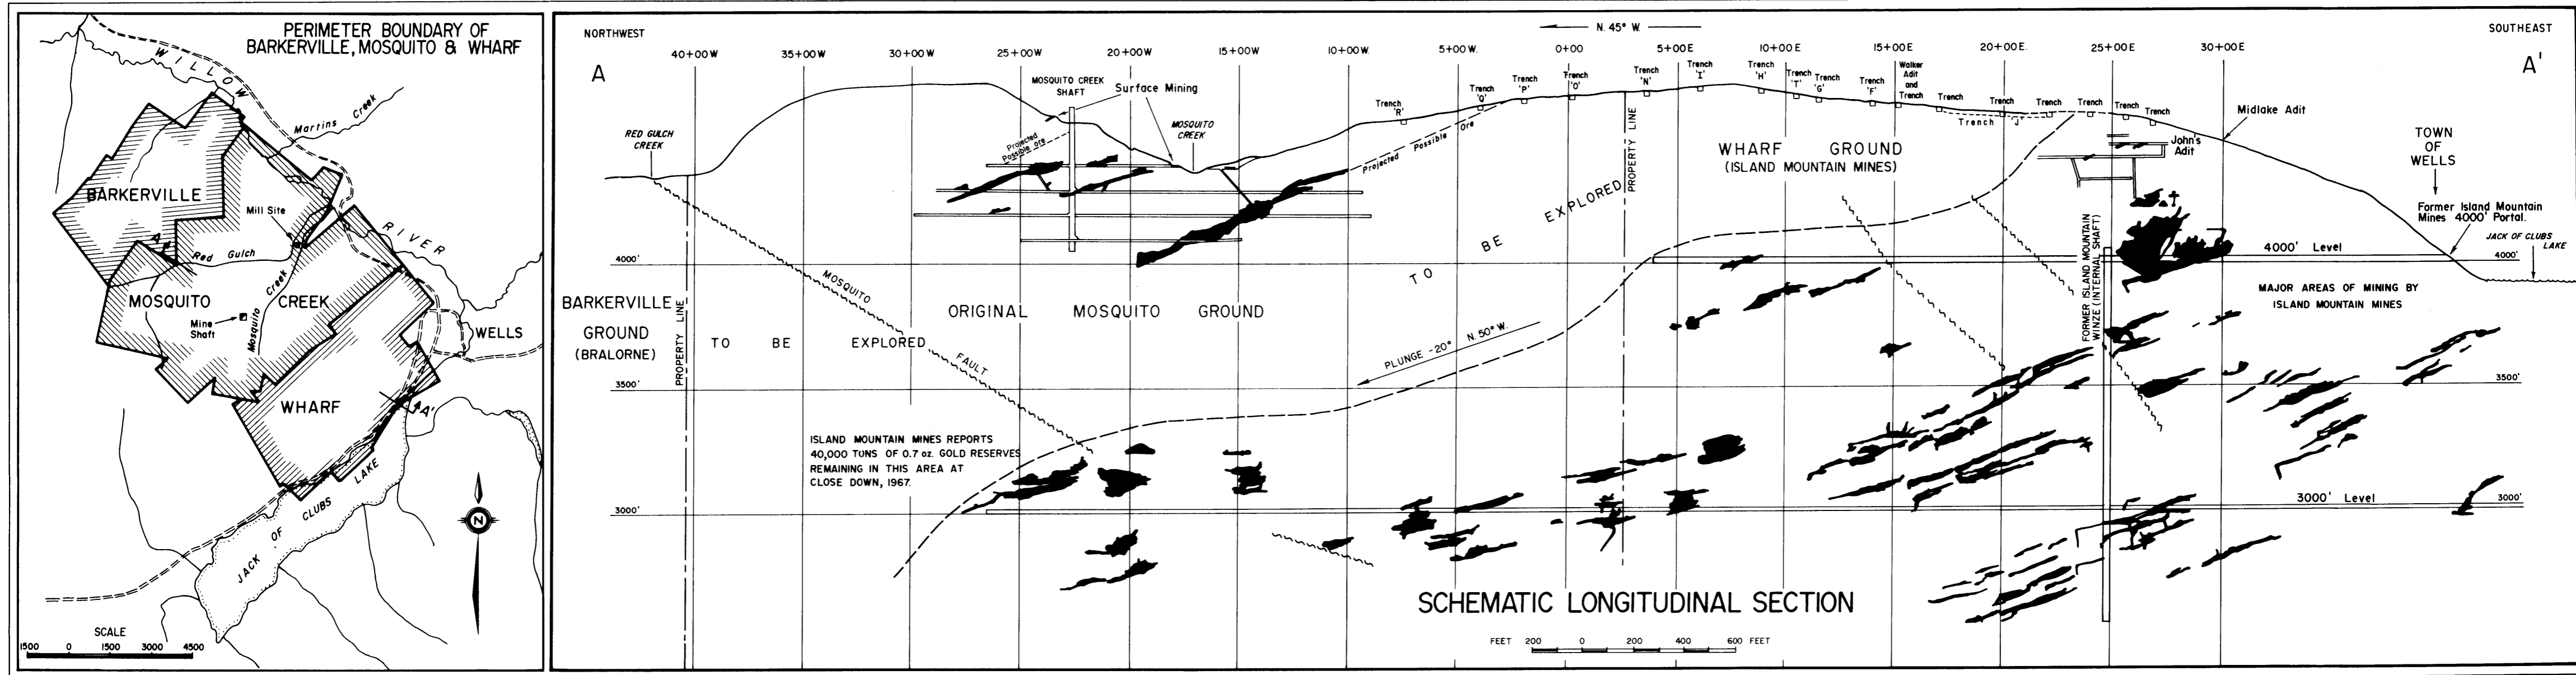 PERIMETER BOUNDARY OF
BARKERVILLE, MOSQUITO & WHARF
WILLOW
RIVER
Martins Creek
BARKERVILLE
Mill Site
A
Red Gulch
MOSQUITO CREEK
Mosquito Creek
Mine
Shaft
WELLS
WHARF
A'
JACK OF CLUBS LAKE
N
SCALE
1500 0 1500 3000 4500
NORTHWEST
N. 45° W.
SOUTHEAST
A
A'
40+00W 35+00W 30+00W 25+00W 20+00W 15+00W 10+00W. 5+00W. 0+00 5+00E 10+00E 15+00E 20+00E. 25+00E 30+00E
MOSQUITO CREEK
SHAFT
Surface Mining
RED GULCH
CREEK
MOSQUITO
CREEK
Projected
Possible Ore
Projected Possible Ore
Trench
'R'
Trench
'Q'
Trench
'P'
Trench
'O'
Trench
'N'
Trench
'I'
Trench
'H'
Trench
'T'
Trench
'G'
Trench
'F'
Walker
Adit
and
Trench
Trench
Trench
Trench
Trench
Trench
Trench
Trench 'J'
Midlake Adit
John's
Adit
TOWN
OF
WELLS
Former Island Mountain
Mines 4000' Portal.
JACK OF CLUBS
LAKE
WHARF GROUND
(ISLAND MOUNTAIN MINES)
PROPERTY LINE
TO BE EXPLORED
FORMER ISLAND MOUNTAIN
WINZE (INTERNAL SHAFT)
4000'
4000' Level
4000'
MAJOR AREAS OF MINING BY
ISLAND MOUNTAIN MINES
BARKERVILLE
GROUND
(BRALORNE)
PROPERTY LINE
MOSQUITO FAULT
ORIGINAL MOSQUITO GROUND
TO BE EXPLORED
PLUNGE -20° N. 50° W.
3500'
3500'
ISLAND MOUNTAIN MINES REPORTS
40,000 TONS OF 0.7 oz. GOLD RESERVES
REMAINING IN THIS AREA AT
CLOSE DOWN, 1967.
3000'
3000' Level
3000'
SCHEMATIC LONGITUDINAL SECTION
FEET 200 0 200 400 600 FEET